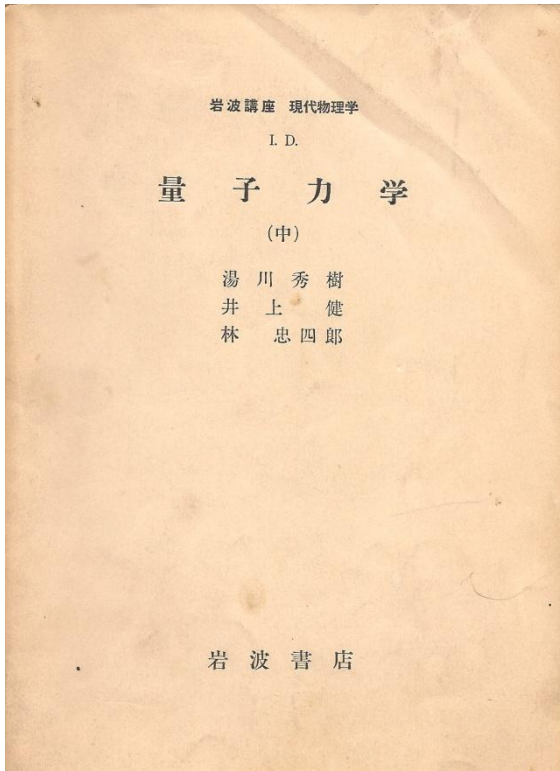 岩波講座 現代物理学
I. D.
量子力学
(中)
湯川秀樹
井上健
林忠四郎
岩波書店